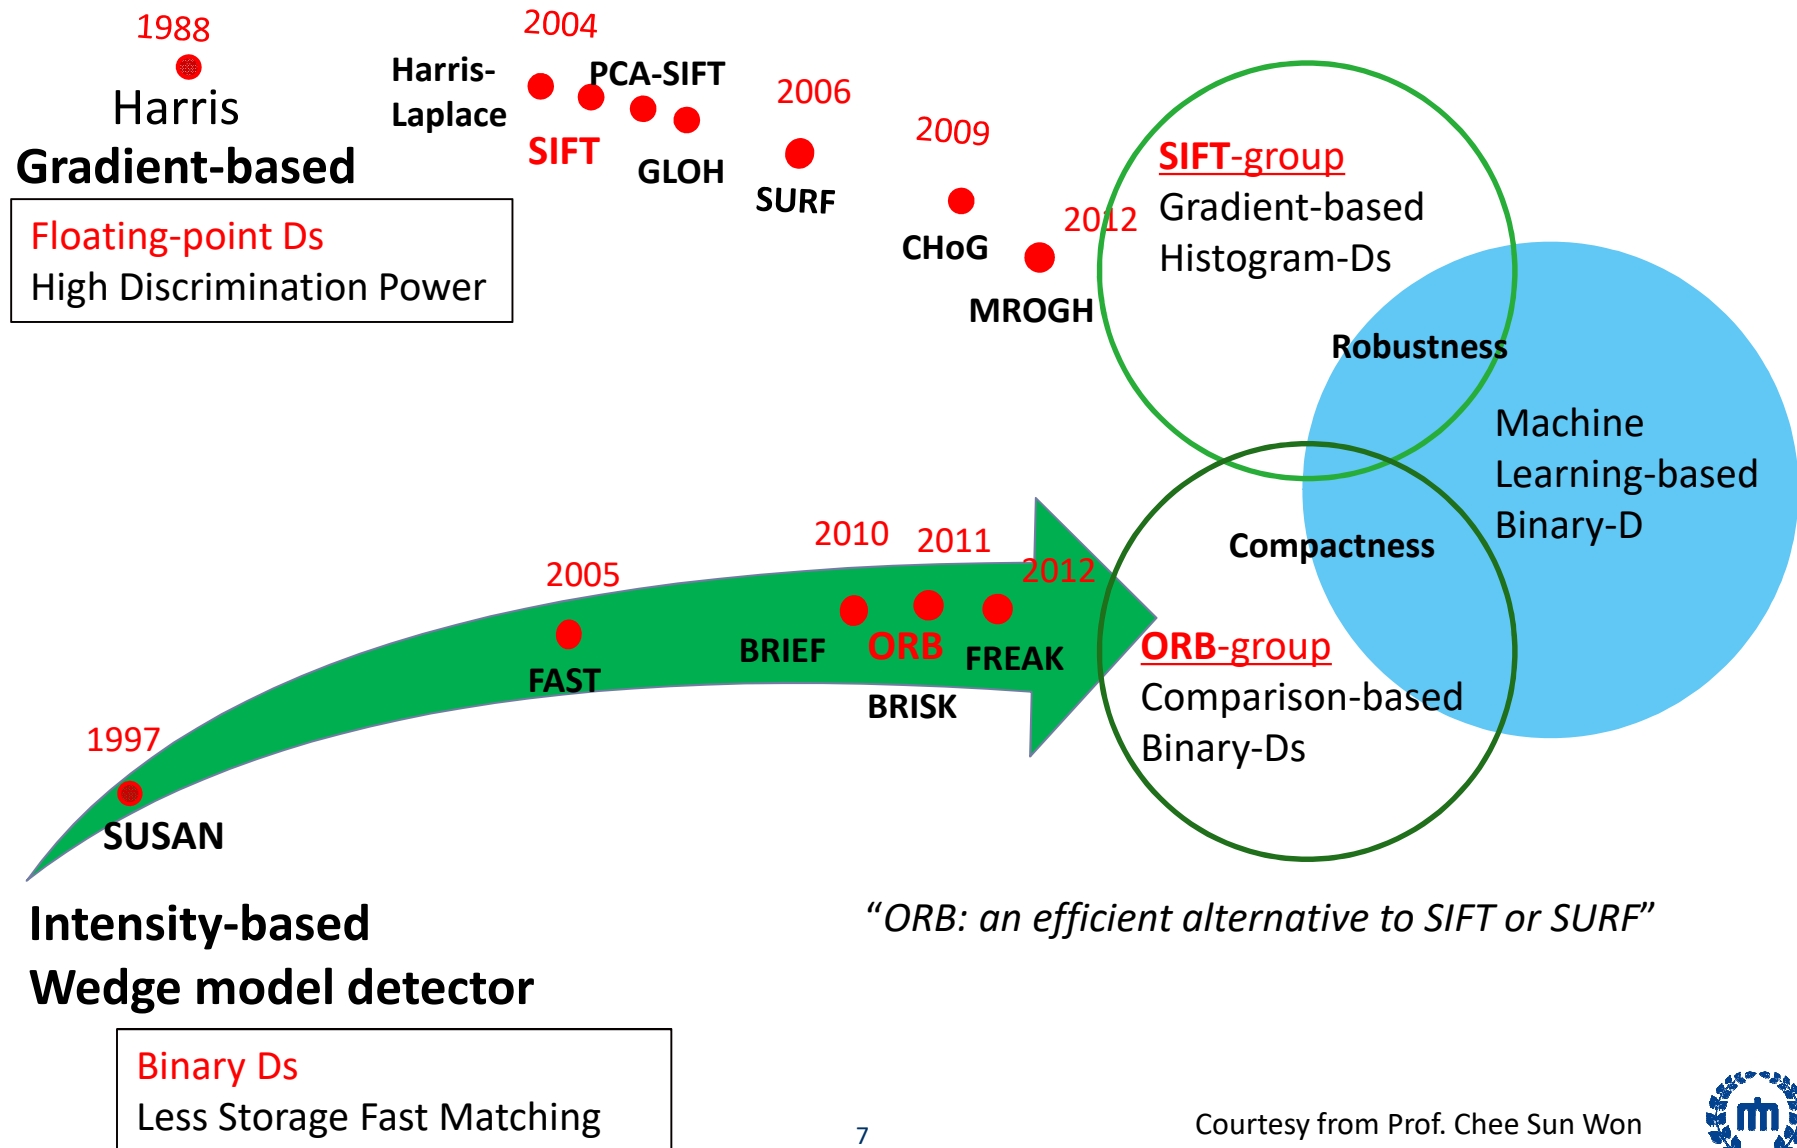 1988
Harris
Gradient-based
Floating-point Ds
High Discrimination Power
2004
Harris-
Laplace
PCA-SIFT
SIFT
GLOH
2006
SURF
2009
CHoG
2012
MROGH
SIFT-group
Gradient-based
Histogram-Ds
Robustness
Machine
Learning-based
Binary-D
Compactness
ORB-group
Comparison-based
Binary-Ds
1997
SUSAN
2005
FAST
2010
BRIEF
2011
ORB
BRISK
2012
FREAK
Intensity-based
Wedge model detector
Binary Ds
Less Storage Fast Matching
“ORB: an efficient alternative to SIFT or SURF”
7
Courtesy from Prof. Chee Sun Won